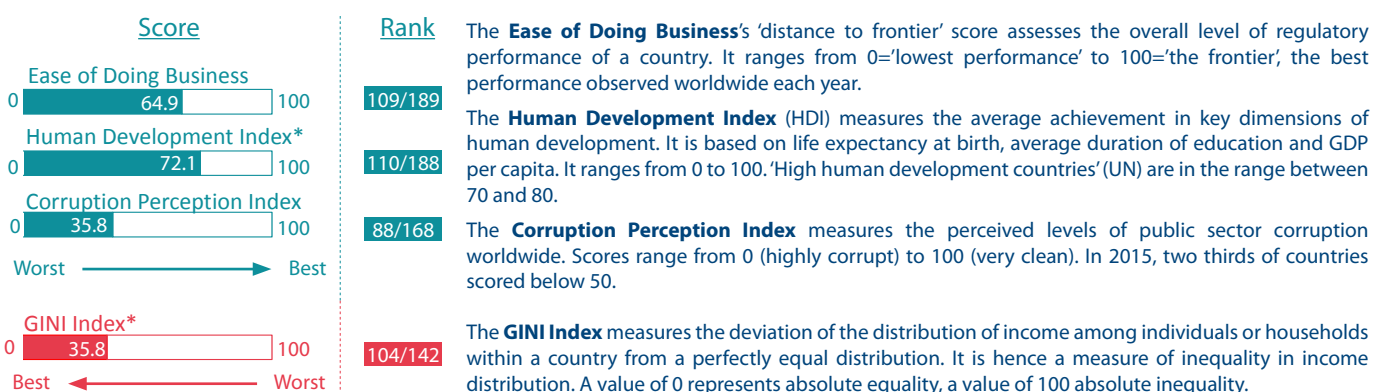 Score
Rank
Ease of Doing Business
0 64.9 100
109/189
Human Development Index*
0 72.1 100
110/188
Corruption Perception Index
0 35.8 100
88/168
Worst Best
GINI Index*
0 35.8 100
104/142
Best Worst
The Ease of Doing Business's 'distance to frontier' score assesses the overall level of regulatory
performance of a country. It ranges from 0='lowest performance' to 100='the frontier', the best
performance observed worldwide each year.
The Human Development Index (HDI) measures the average achievement in key dimensions of
human development. It is based on life expectancy at birth, average duration of education and GDP
per capita. It ranges from 0 to 100. 'High human development countries' (UN) are in the range between
70 and 80.
The Corruption Perception Index measures the perceived levels of public sector corruption
worldwide. Scores range from 0 (highly corrupt) to 100 (very clean). In 2015, two thirds of countries
scored below 50.
The GINI Index measures the deviation of the distribution of income among individuals or households
within a country from a perfectly equal distribution. It is hence a measure of inequality in income
distribution. A value of 0 represents absolute equality, a value of 100 absolute inequality.